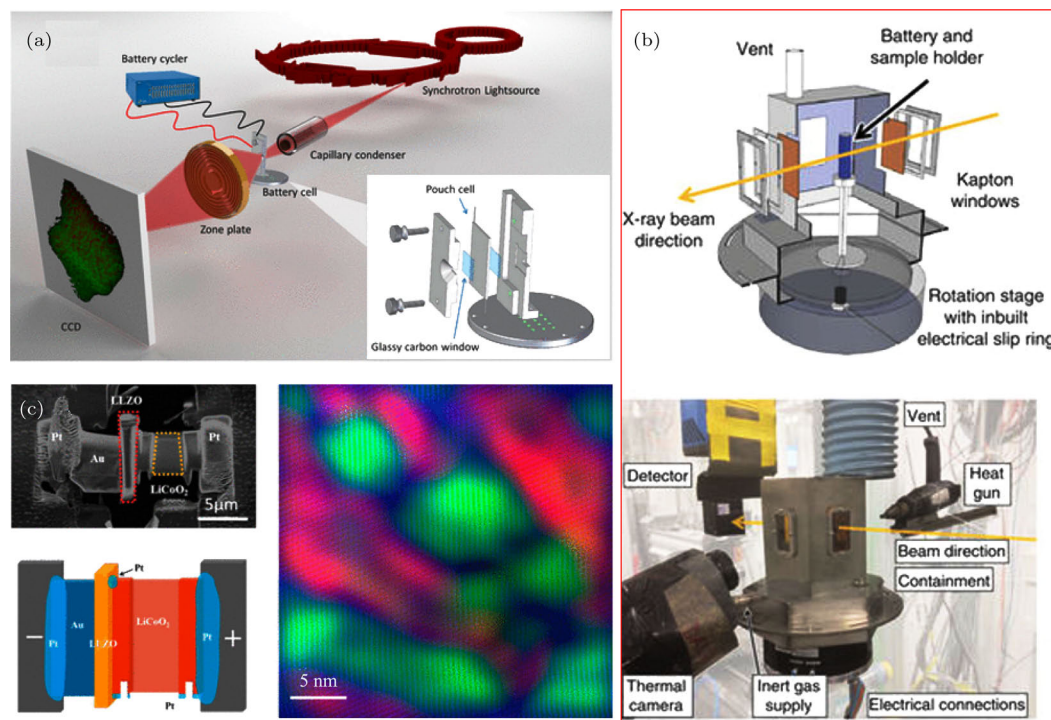 (a)
Battery cycler
Synchrotron Lightsource
Capillary condenser
Battery cell
Zone plate
CCD
Pouch cell
Glassy carbon window
(b)
Vent
Battery and
sample holder
Kapton
windows
X-ray beam
direction
Rotation stage
with inbuilt
electrical slip ring
Detector
Vent
Heat
gun
Beam direction
Containment
Thermal
camera
Inert gas
supply
Electrical connections
(c)
LLZO
Pt
Au
Pt
LiCoO₂
5μm
Pt
−
Pt
Au
LLZO
LiCoO₂
Pt
+
Pt
5 nm